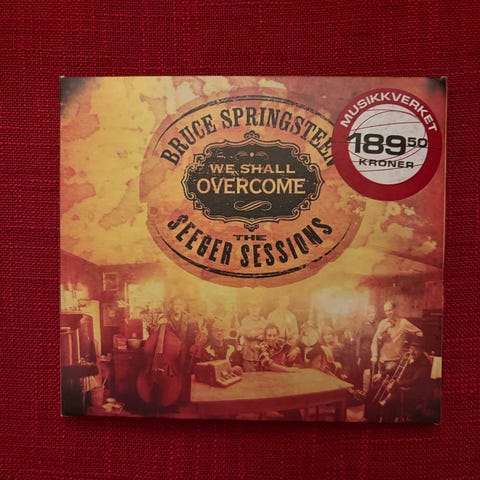 BRUCE SPRINGSTEEN
WE SHALL
OVERCOME
THE
SEEGER SESSIONS
MUSIKKVERKET
189 50
KRONER